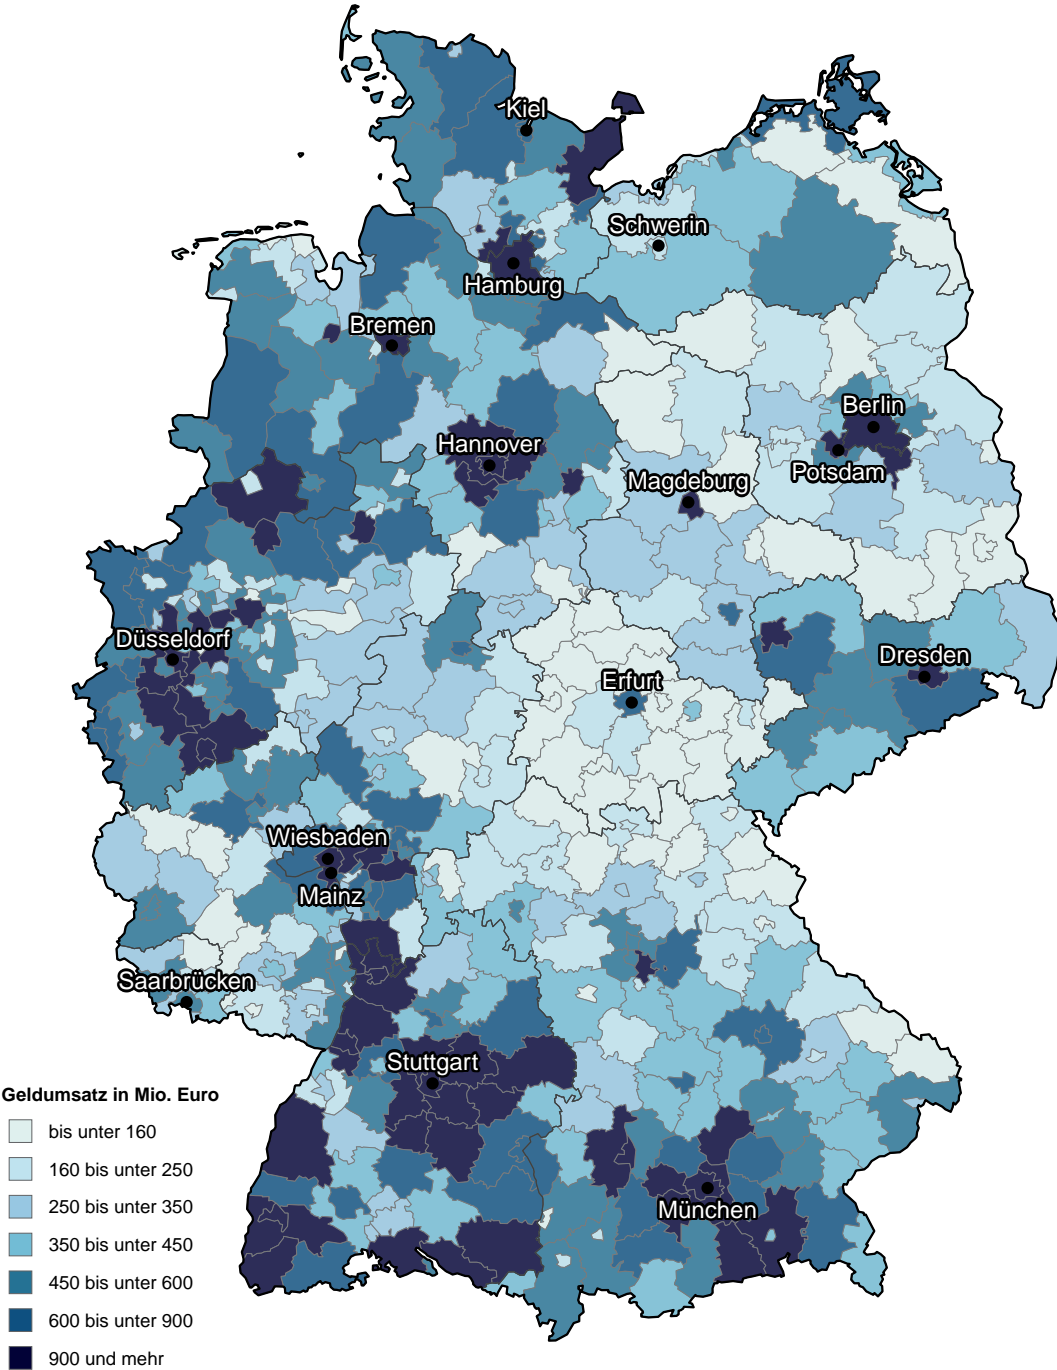 Kiel
Schwerin
Hamburg
Bremen
Berlin
Hannover
Potsdam
Magdeburg
Düsseldorf
Dresden
Erfurt
Wiesbaden
Mainz
Saarbrücken
Stuttgart
München
Geldumsatz in Mio. Euro
bis unter 160
160 bis unter 250
250 bis unter 350
350 bis unter 450
450 bis unter 600
600 bis unter 900
900 und mehr